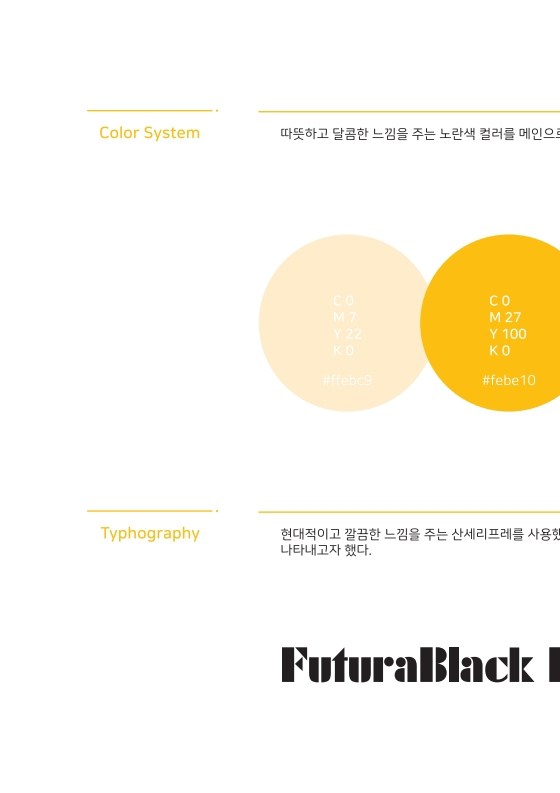 Color System
따뜻하고 달콤한 느낌을 주는 노란색 컬러를 메인으로
C 0
M 7
Y 22
K 0
#ffebc9
C 0
M 27
Y 100
K 0
#febe10
Typhography
현대적이고 깔끔한 느낌을 주는 산세리프레를 사용했
나타내고자 했다.
FuturaBlack